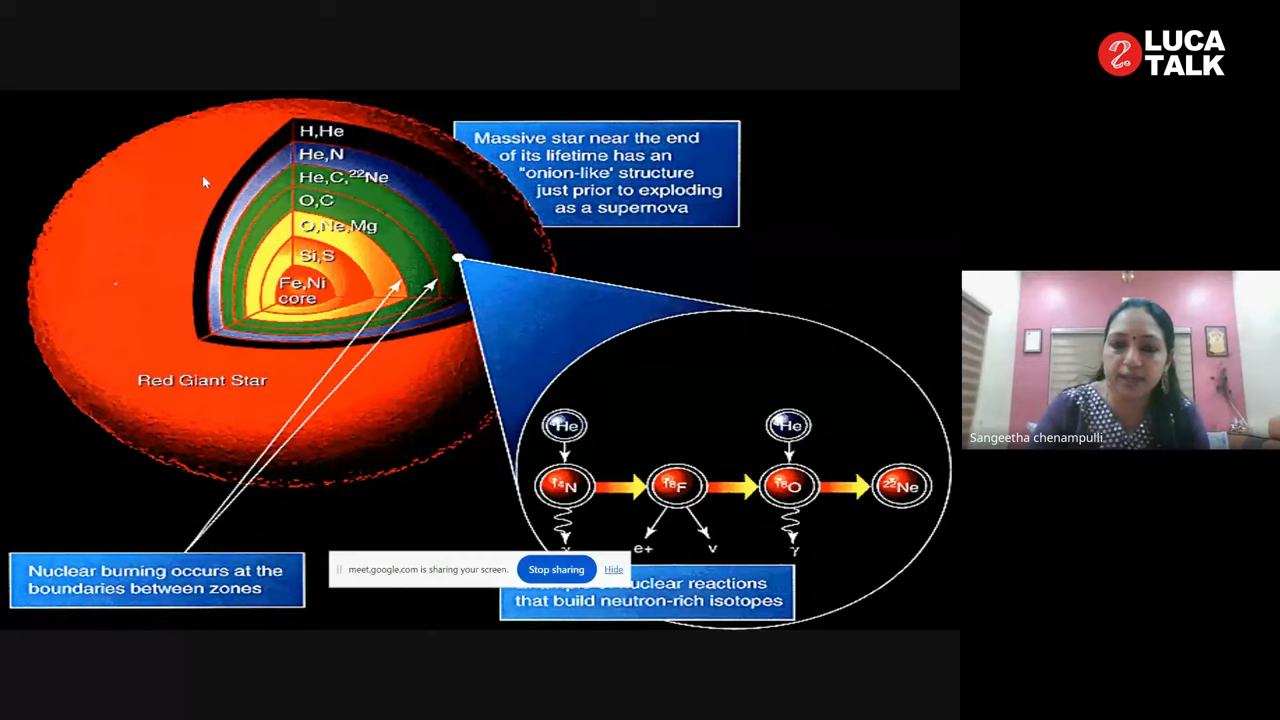 LUCA
TALK
H,He
He,N
He,C,²²Ne
O,C
O,Ne,Mg
Si,S
Fe,Ni
core
Massive star near the end
of its lifetime has an
"onion-like' structure
just prior to exploding
as a supernova
Red Giant Star
He
He
¹⁴N
¹⁸F
¹⁸O
²²Ne
e+
ν
γ
Nuclear burning occurs at the
boundaries between zones
meet.google.com is sharing your screen.
Stop sharing
Hide
nuclear reactions
that build neutron-rich isotopes
Sangeetha chenampulli